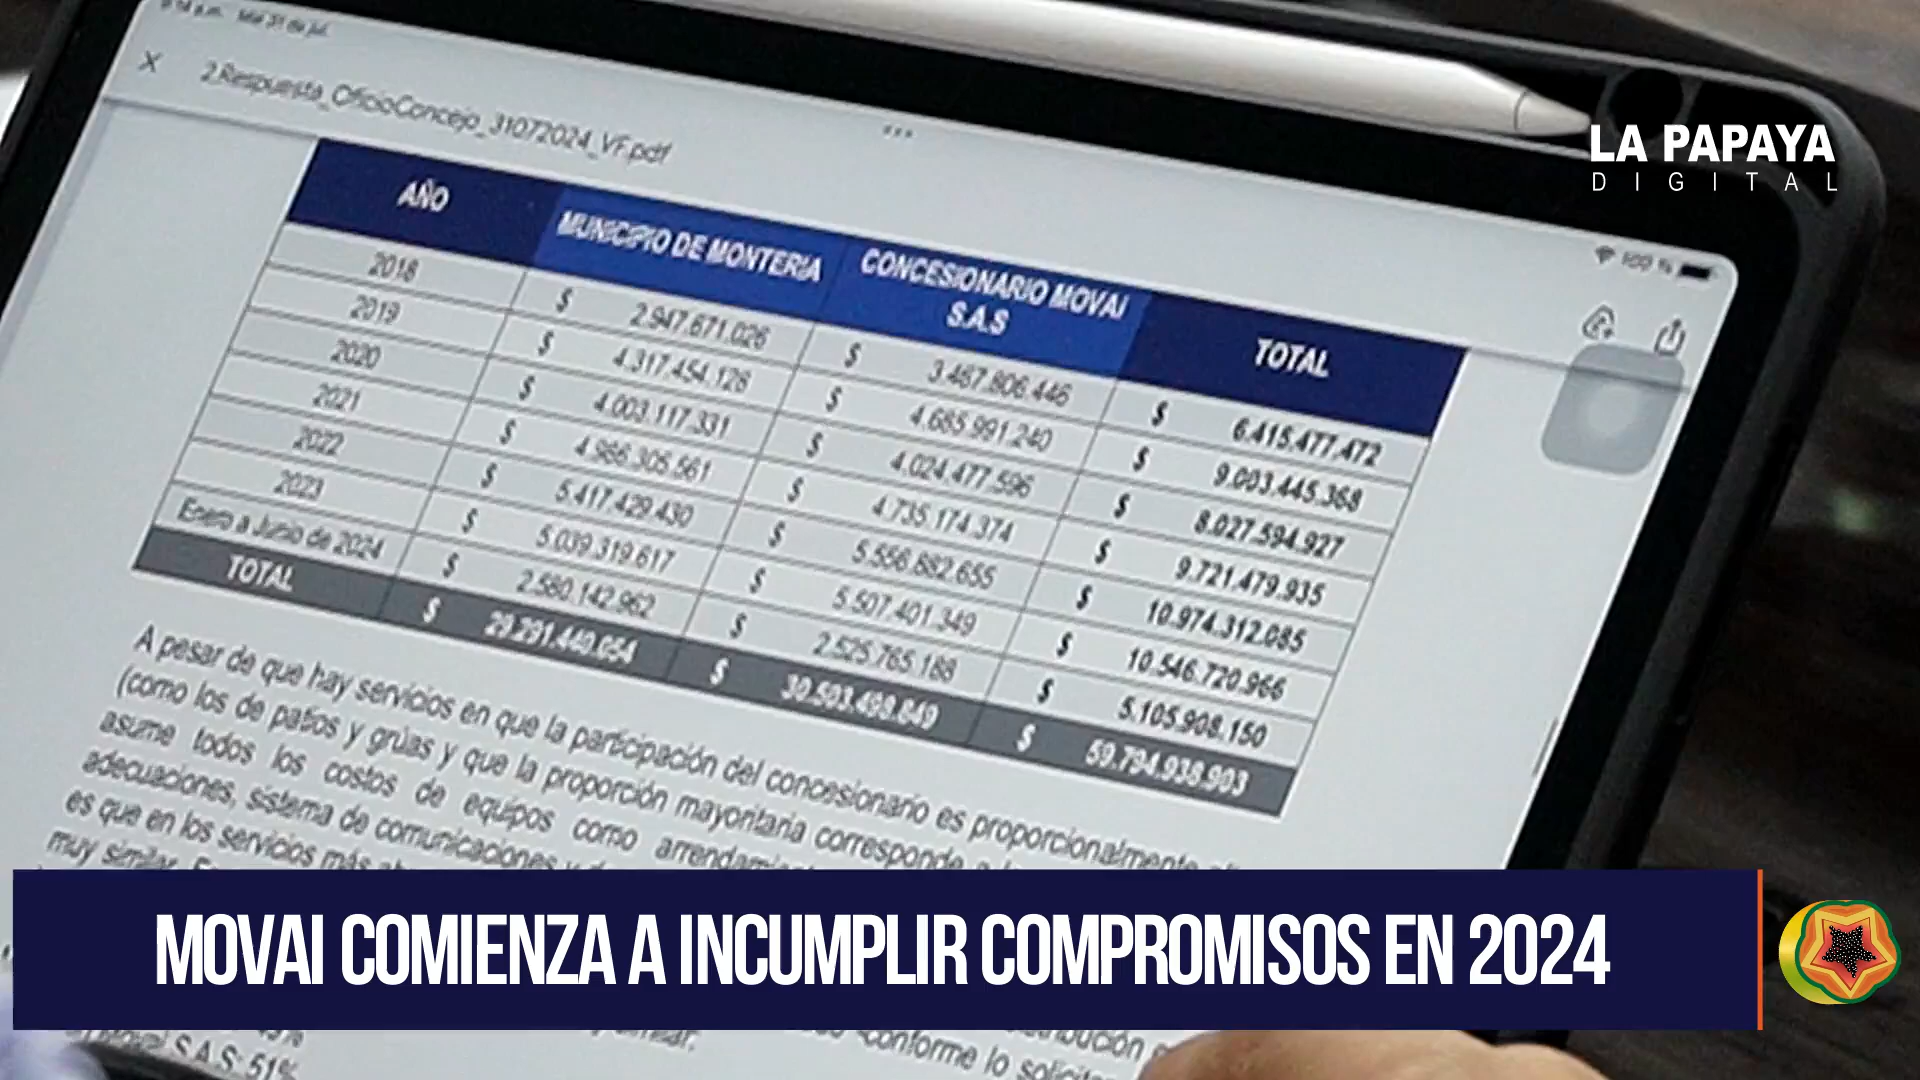 2.Respuesta_OficioConcejo_31072024_VF.pdf
LA PAPAYA
DIGITAL
100 %
AÑO MUNICIPIO DE MONTERIA CONCESIONARIO MOVAI S.A.S TOTAL
2018 $ 2.947.671.026 $ 3.467.806.446 $ 6.415.477.472
2019 $ 4.317.454.128 $ 4.685.991.240 $ 9.003.445.368
2020 $ 4.003.117.331 $ 4.024.477.596 $ 8.027.594.927
2021 $ 4.986.305.561 $ 4.735.174.374 $ 9.721.479.935
2022 $ 5.417.429.430 $ 5.556.882.655 $ 10.974.312.085
2023 $ 5.039.319.617 $ 5.507.401.349 $ 10.546.720.966
Enero a Junio de 2024 $ 2.580.142.962 $ 2.525.765.188 $ 5.105.908.150
TOTAL $ 29.291.440.054 $ 30.503.498.849 $ 59.794.938.903
A pesar de que hay servicios en que la participación del concesionario es proporcionalmente
(como los de patios y grúas y que la proporción mayoritaria corresponde
asume todos los costos de equipos como
adecuaciones, sistema de comunicaciones y
es que en los servicios más
muy similar.
MOVAI COMIENZA A INCUMPLIR COMPROMISOS EN 2024
conforme lo
S.A.S: 51%